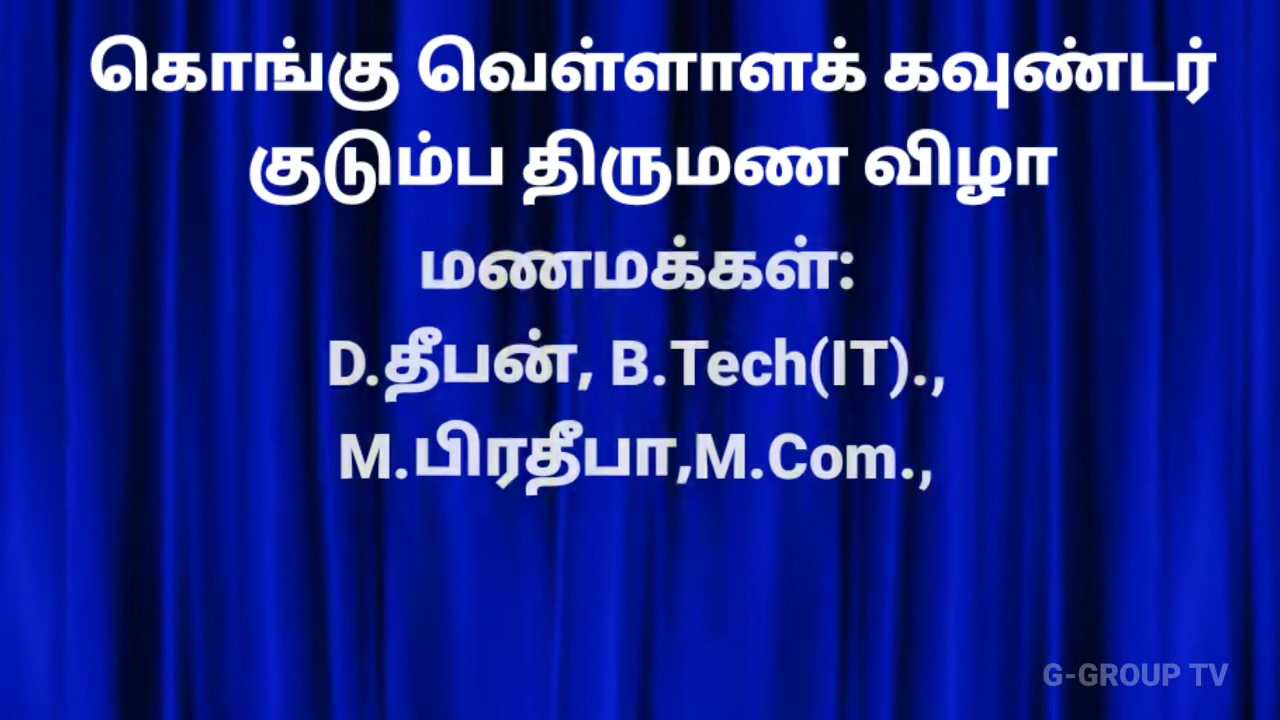 கொங்கு வெள்ளாளக் கவுண்டர்
குடும்ப திருமண விழா
மணமக்கள்:
D.தீபன், B.Tech(IT).,
M.பிரதீபா,M.Com.,
G-GROUP TV